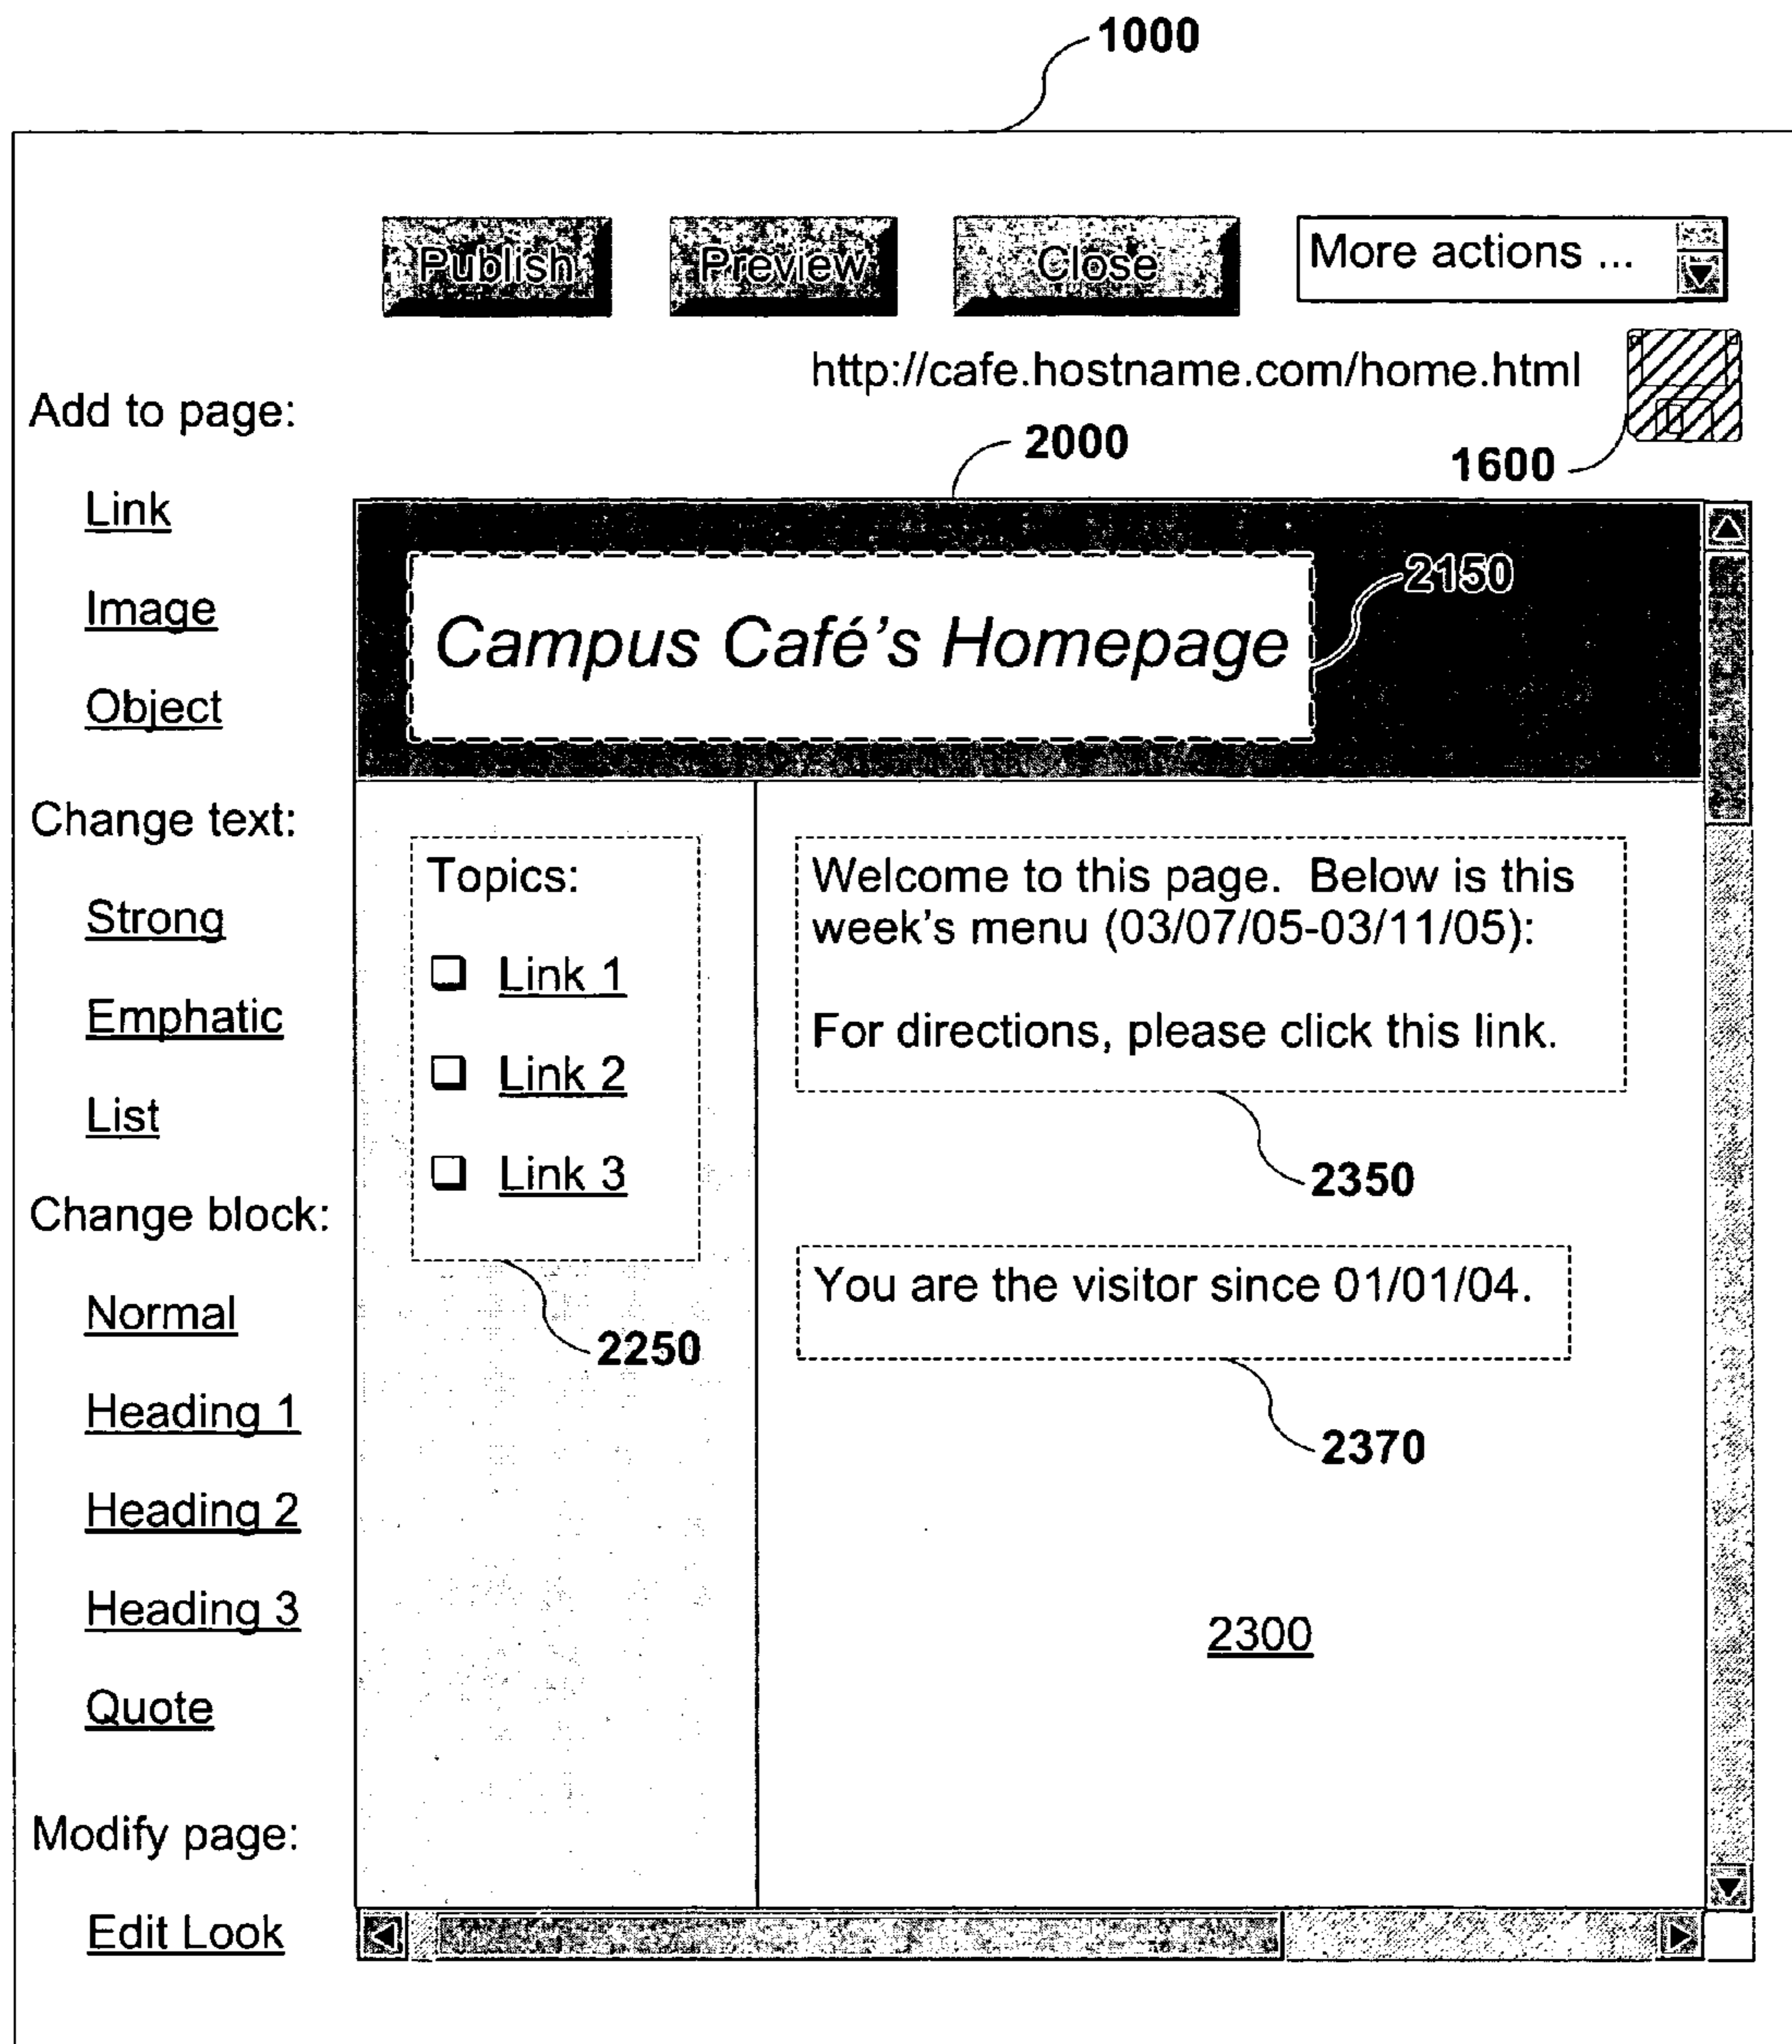 1000
Publish
Preview
Close
More actions ...
http://cafe.hostname.com/home.html
1600
2000
Add to page:
Link
Image
Object
Change text:
Strong
Emphatic
List
Change block:
Normal
Heading 1
Heading 2
Heading 3
Quote
Modify page:
Edit Look
Campus Café's Homepage
2150
Topics:
❑ Link 1
❑ Link 2
❑ Link 3
2250
Welcome to this page.  Below is this
week's menu (03/07/05-03/11/05):
For directions, please click this link.
2350
You are the visitor since 01/01/04.
2370
2300